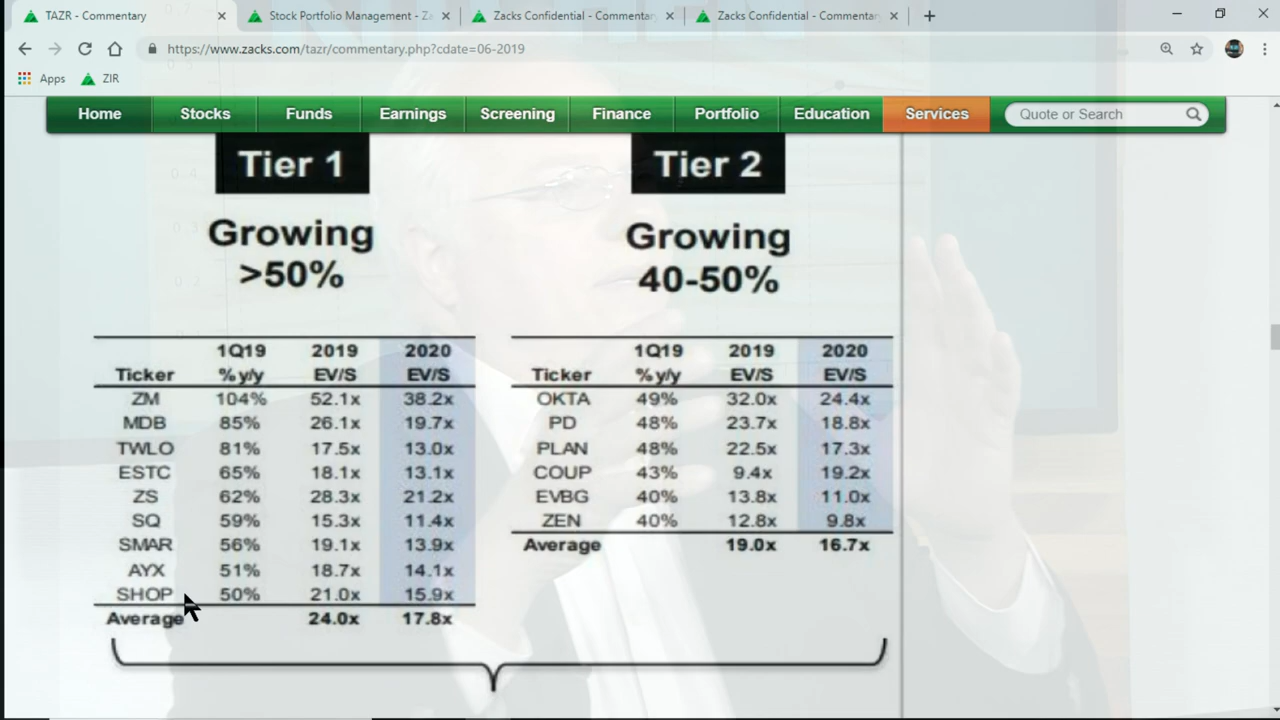 TAZR - Commentary
Stock Portfolio Management - Za
Zacks Confidential - Commentary
Zacks Confidential - Commentary
https://www.zacks.com/tazr/commentary.php?cdate=06-2019
Apps ZIR
Home Stocks Funds Earnings Screening Finance Portfolio Education Services Quote or Search
Tier 1
Growing
>50%
1Q19 2019 2020
Ticker % y/y EV/S EV/S
ZM 104% 52.1x 38.2x
MDB 85% 26.1x 19.7x
TWLO 81% 17.5x 13.0x
ESTC 65% 18.1x 13.1x
ZS 62% 28.3x 21.2x
SQ 59% 15.3x 11.4x
SMAR 56% 19.1x 13.9x
AYX 51% 18.7x 14.1x
SHOP 50% 21.0x 15.9x
Average 24.0x 17.8x
Tier 2
Growing
40-50%
1Q19 2019 2020
Ticker % y/y EV/S EV/S
OKTA 49% 32.0x 24.4x
PD 48% 23.7x 18.8x
PLAN 48% 22.5x 17.3x
COUP 43% 9.4x 19.2x
EVBG 40% 13.8x 11.0x
ZEN 40% 12.8x 9.8x
Average 19.0x 16.7x